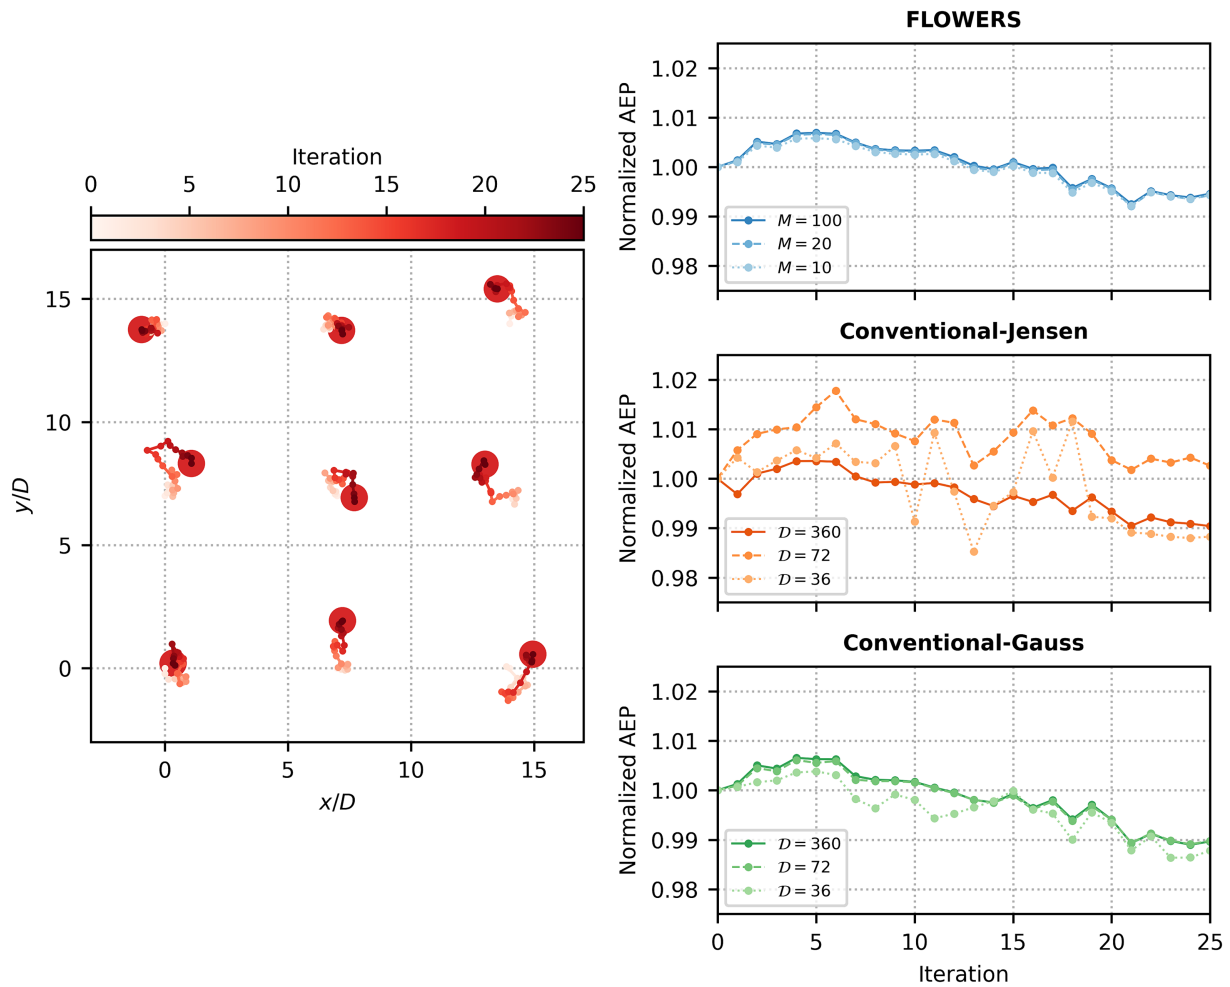 Iteration
0 5 10 15 20 25
15
10
5
0
y/D
0 5 10 15
x/D
FLOWERS
1.02
1.01
1.00
0.99
0.98
Normalized AEP
M = 100
M = 20
M = 10
Conventional-Jensen
1.02
1.01
1.00
0.99
0.98
Normalized AEP
𝒟 = 360
𝒟 = 72
𝒟 = 36
Conventional-Gauss
1.02
1.01
1.00
0.99
0.98
Normalized AEP
𝒟 = 360
𝒟 = 72
𝒟 = 36
0 5 10 15 20 25
Iteration